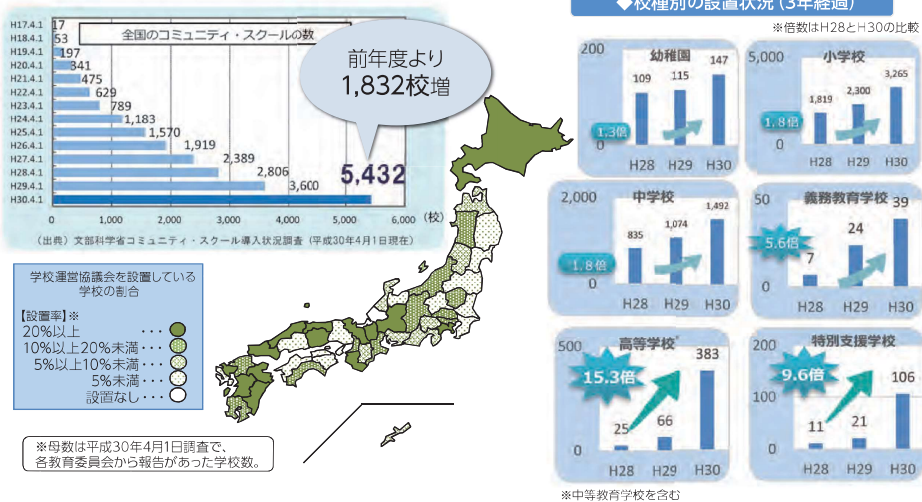 全国のコミュニティ・スクールの数
H17.4.1 17
H18.4.1 53
H19.4.1 197
H20.4.1 341
H21.4.1 475
H22.4.1 629
H23.4.1 789
H24.4.1 1,183
H25.4.1 1,570
H26.4.1 1,919
H27.4.1 2,389
H28.4.1 2,806
H29.4.1 3,600
H30.4.1 5,432
0 1,000 2,000 3,000 4,000 5,000 6,000 (校)
(出典)文部科学省コミュニティ・スクール導入状況調査(平成30年4月1日現在)
前年度より
1,832校増
学校運営協議会を設置している
学校の割合
【設置率】※
20%以上 ・・・
10%以上20%未満・・・
5%以上10%未満・・・
5%未満・・・
設置なし・・・
※母数は平成30年4月1日調査で、
各教育委員会から報告があった学校数。
◆校種別の設置状況(3年経過)
※倍数はH28とH30の比較
幼稚園
200
109 115 147
1.3倍
0
H28 H29 H30
小学校
5,000
1,819 2,300 3,265
1.8倍
0
H28 H29 H30
中学校
2,000
835 1,074 1,492
1.8倍
0
H28 H29 H30
義務教育学校
50
7 24 39
5.6倍
0
H28 H29 H30
高等学校*
500
25 66 383
15.3倍
0
H28 H29 H30
特別支援学校
200
100
11 21 106
9.6倍
0
H28 H29 H30
※中等教育学校を含む